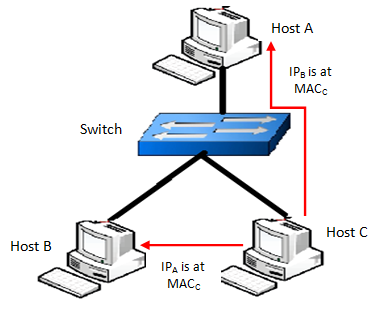 Host A
IP_B is at
MAC_C
Switch
Host B
Host C
IP_A is at
MAC_C